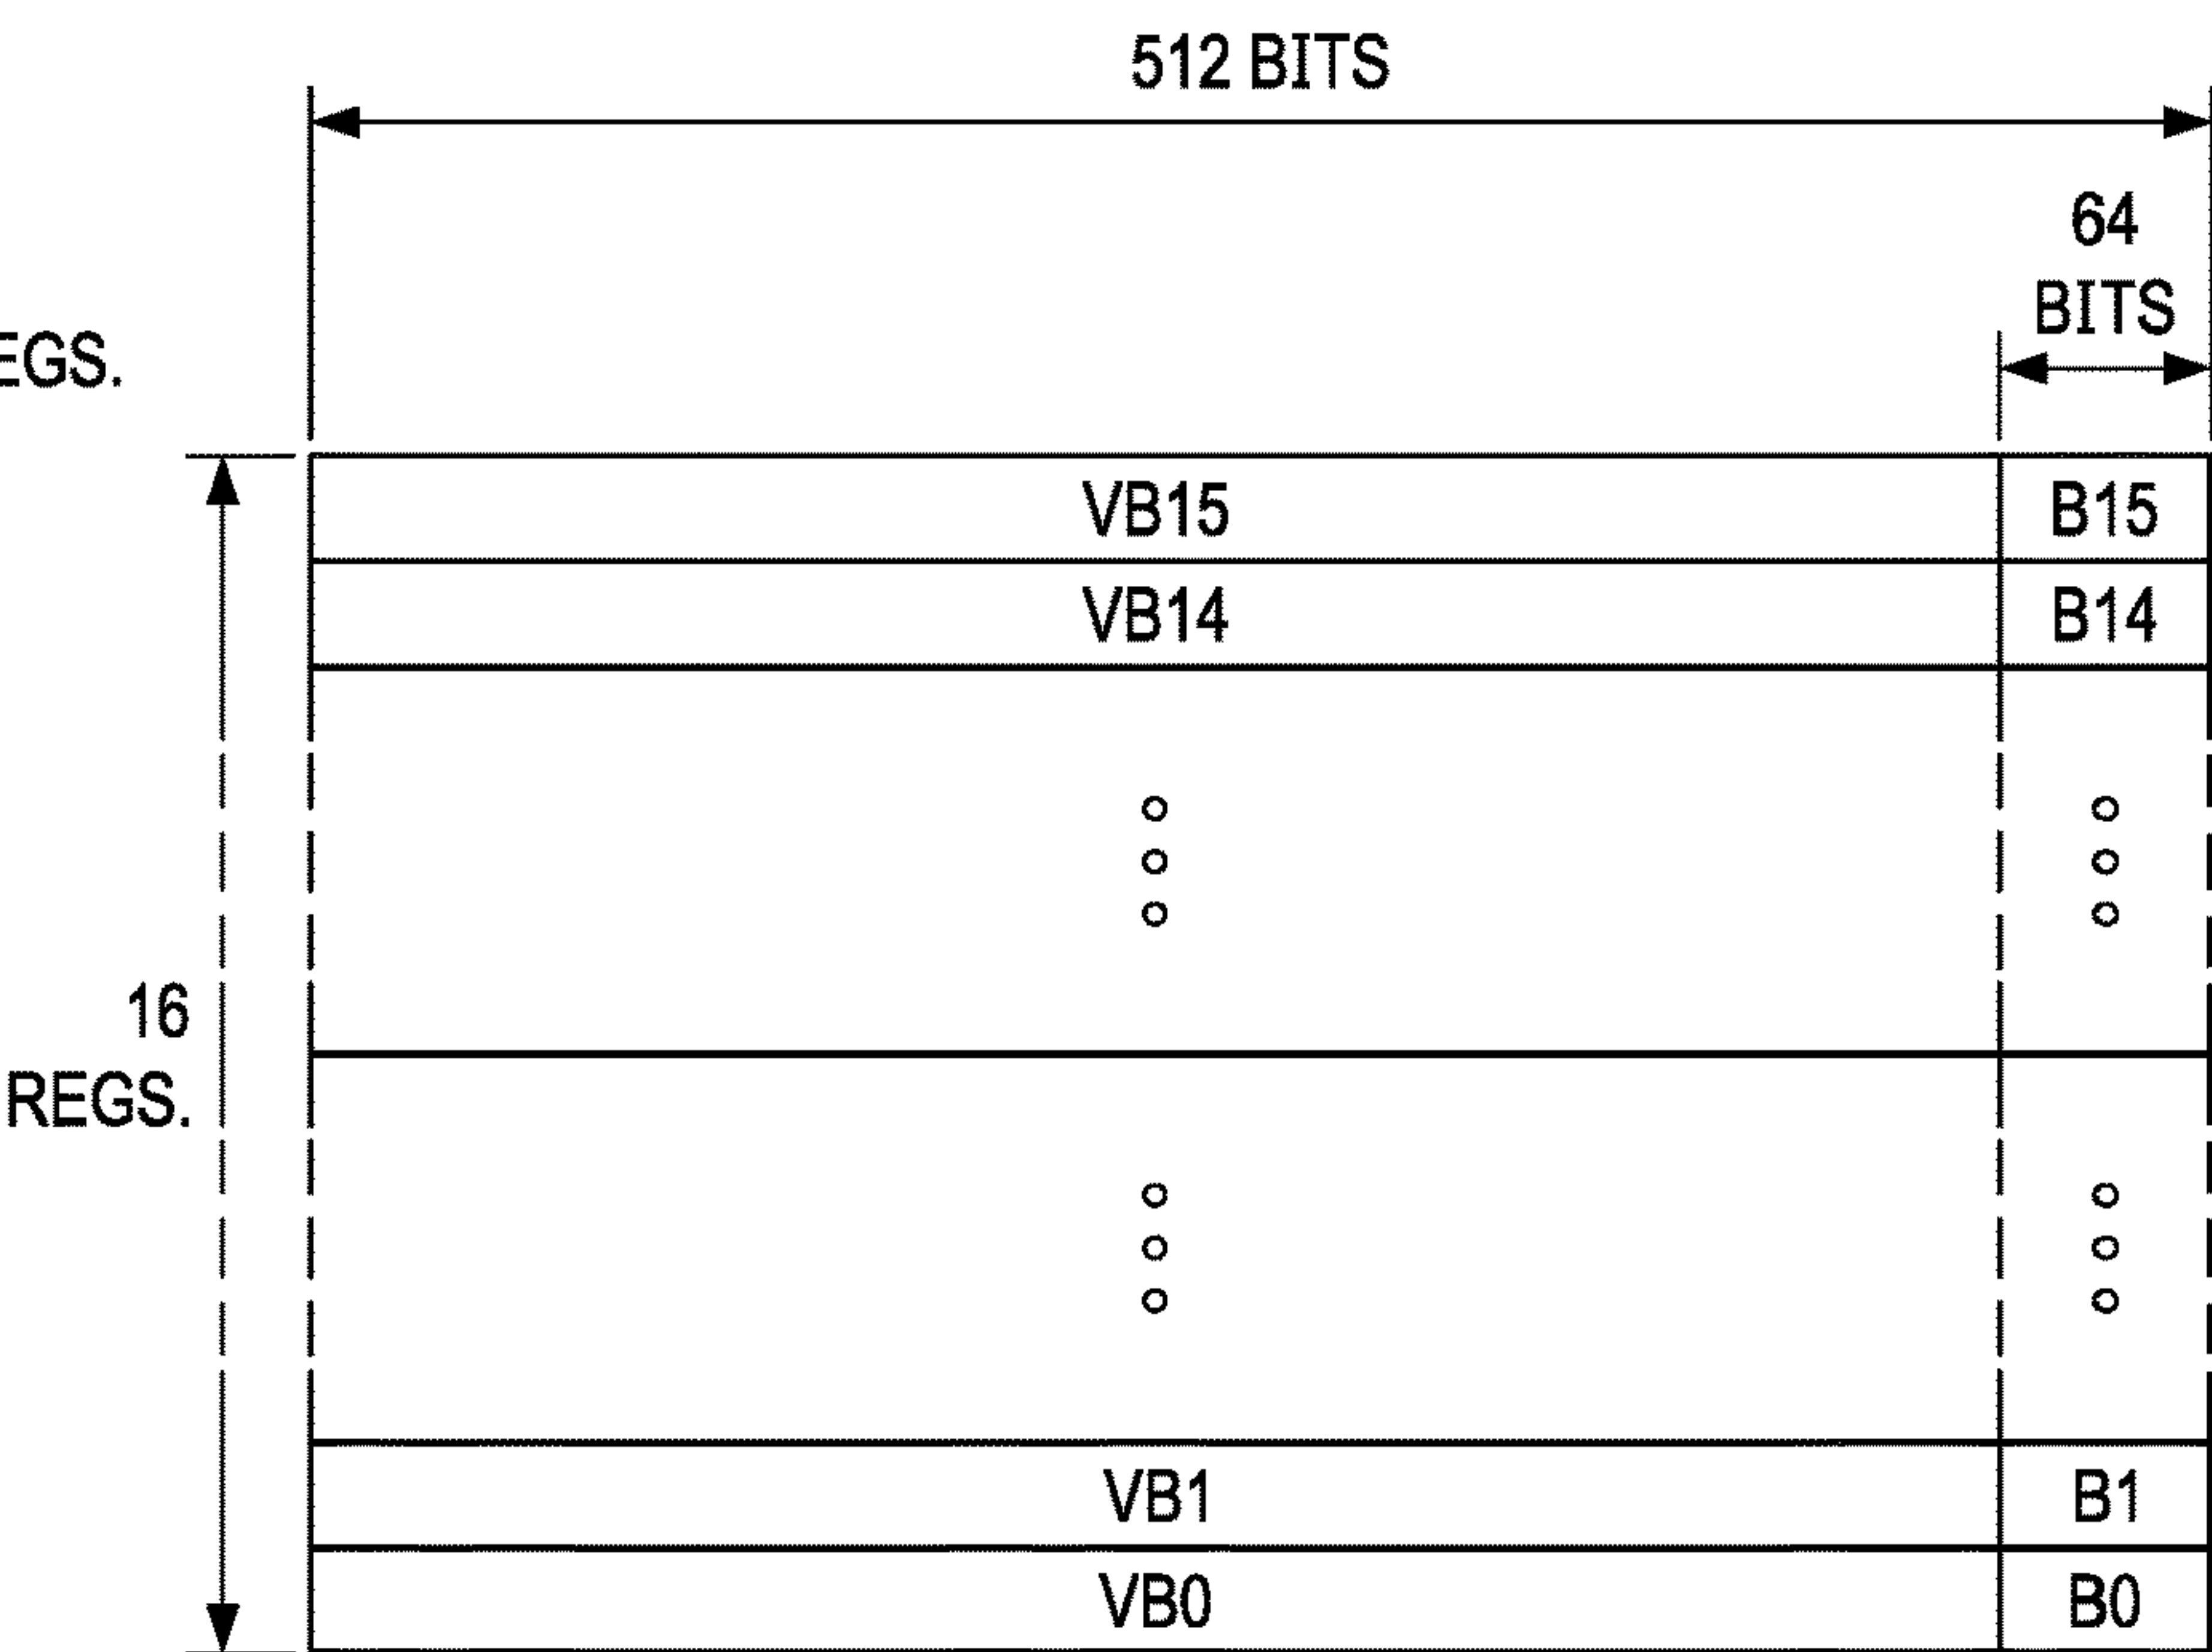 512 BITS
64
BITS
EGS.
VB15 B15
VB14 B14
16
REGS.
VB1 B1
VB0 B0